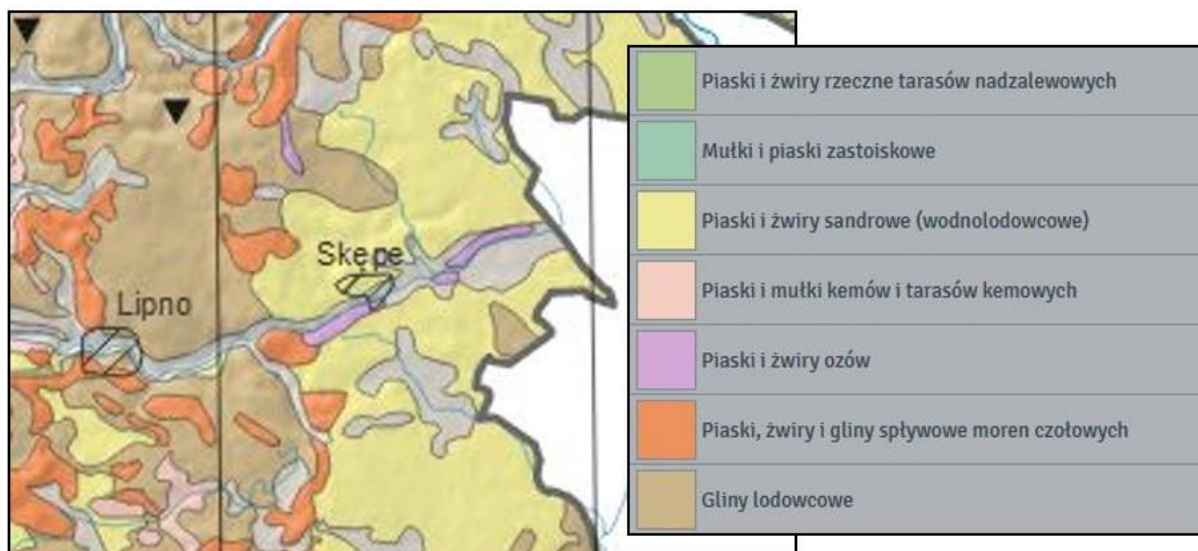 Skępe
Lipno
Piaski i żwiry rzeczne tarasów nadzalewowych
Mułki i piaski zastoiskowe
Piaski i żwiry sandrowe (wodnolodowcowe)
Piaski i mułki kemów i tarasów kemowych
Piaski i żwiry ozów
Piaski, żwiry i gliny spływowe moren czołowych
Gliny lodowcowe